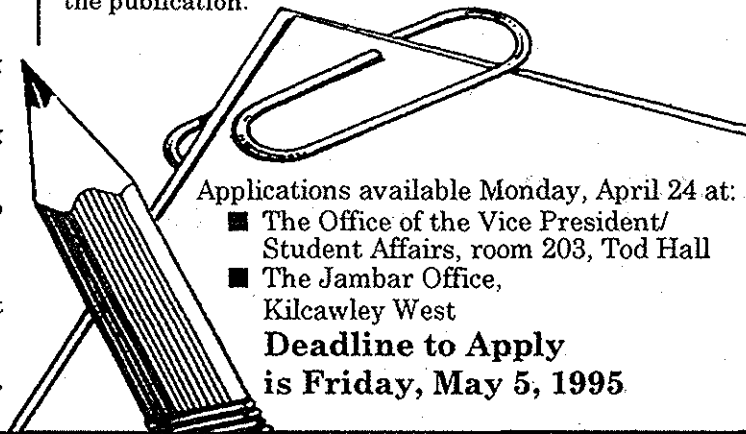 the publication.
Applications available Monday, April 24 at:
■ The Office of the Vice President/
Student Affairs, room 203, Tod Hall
■ The Jambar Office,
Kilcawley West
Deadline to Apply
is Friday, May 5, 1995